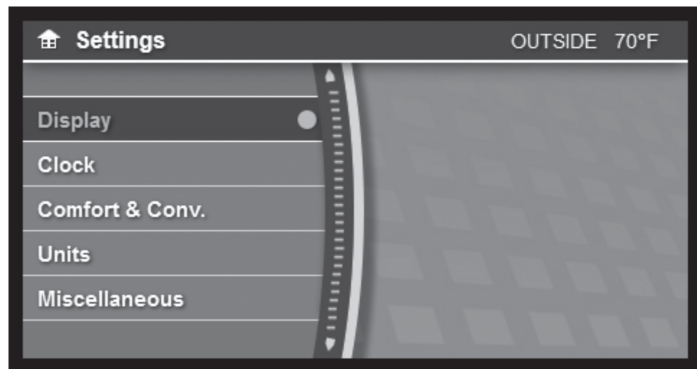 Settings OUTSIDE 70°F
Display
Clock
Comfort & Conv.
Units
Miscellaneous